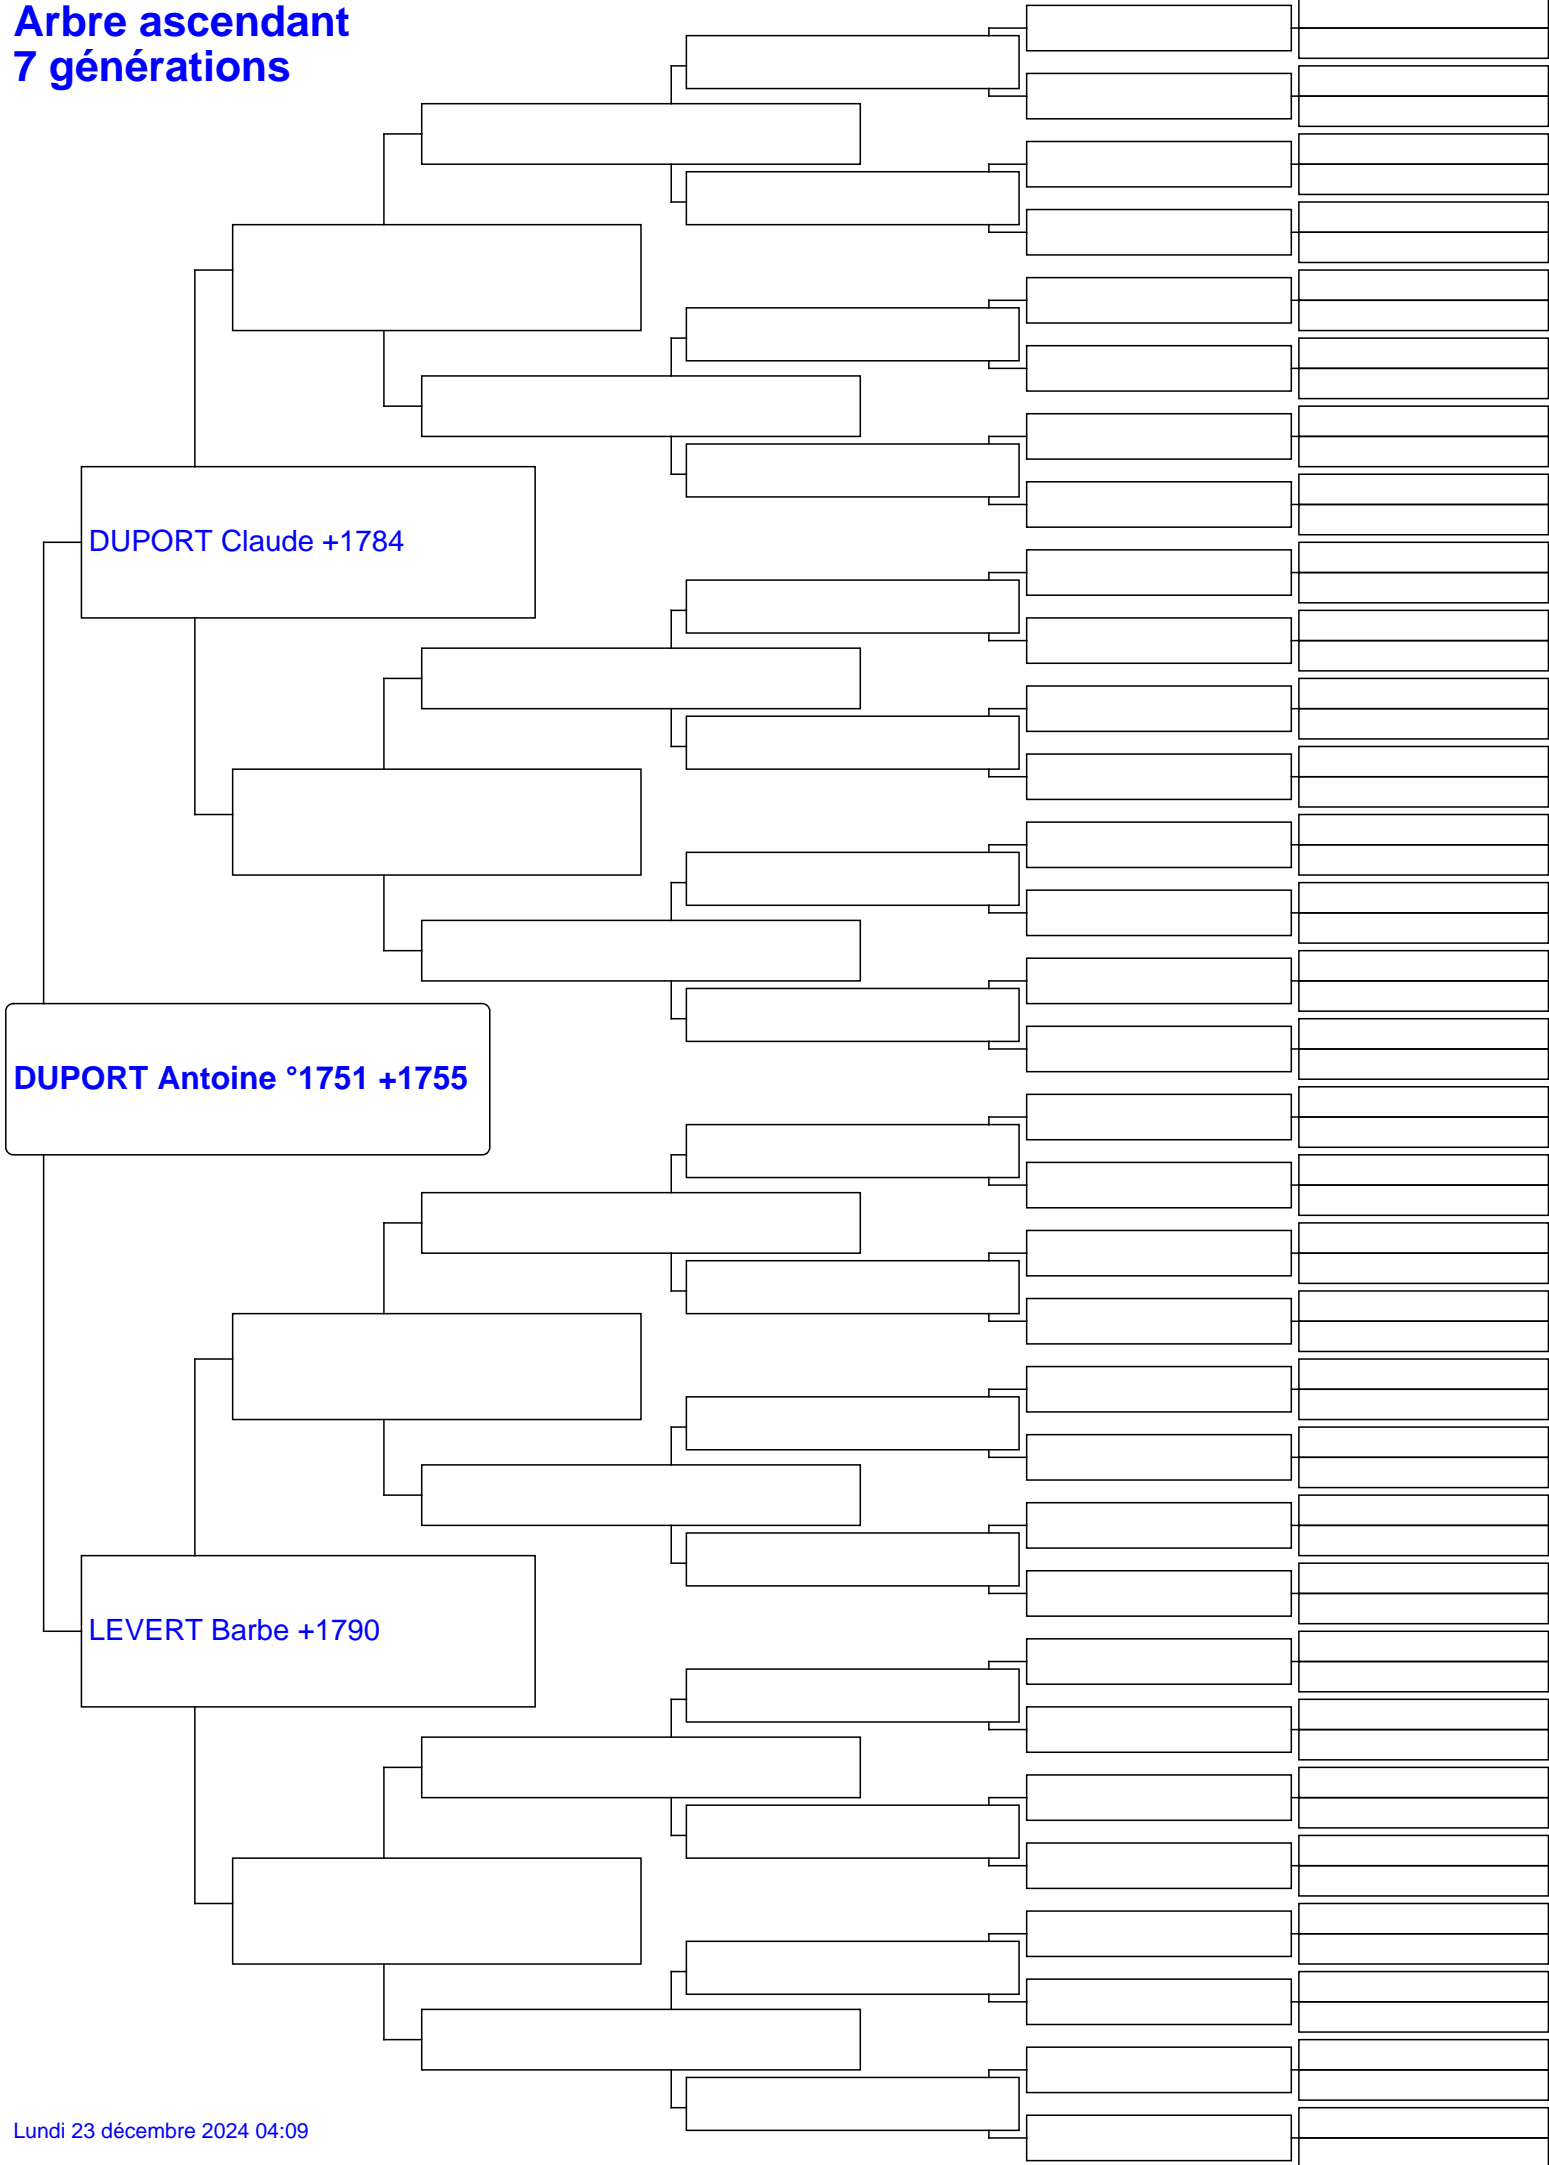 Arbre ascendant
7 générations
DUPORT Claude +1784
DUPORT Antoine °1751 +1755
LEVERT Barbe +1790
Lundi 23 décembre 2024 04:09